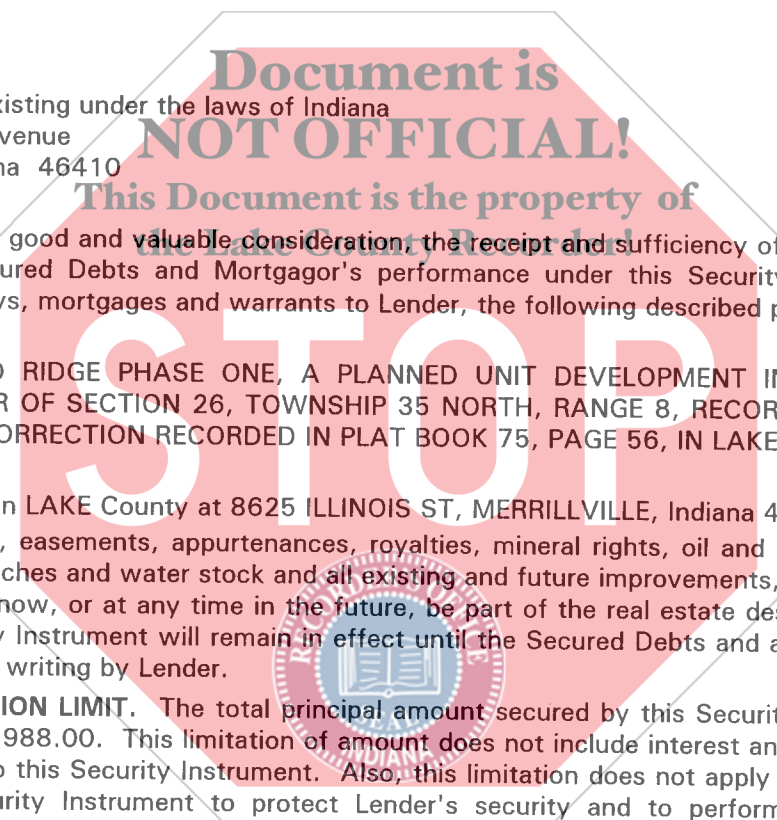 Document is
xisting under the laws of Indiana
venue
NOT OFFICIAL!
na 46410
This Document is the property of
the Lake County Recorder!
good and valuable consideration, the receipt and sufficiency of
ured Debts and Mortgagor's performance under this Security
ys, mortgages and warrants to Lender, the following described p
STOP
RIDGE PHASE ONE, A PLANNED UNIT DEVELOPMENT IN
R OF SECTION 26, TOWNSHIP 35 NORTH, RANGE 8, RECOR
ORRECTION RECORDED IN PLAT BOOK 75, PAGE 56, IN LAKE
n LAKE County at 8625 ILLINOIS ST, MERRILLVILLE, Indiana 4
, easements, appurtenances, royalties, mineral rights, oil and
ches and water stock and all existing and future improvements,
now, or at any time in the future, be part of the real estate des
y Instrument will remain in effect until the Secured Debts and a
writing by Lender.
RECORDER'S OFFICE
SEAL
INDIANA
ION LIMIT. The total principal amount secured by this Securit
988.00. This limitation of amount does not include interest an
o this Security Instrument. Also, this limitation does not apply
urity Instrument to protect Lender's security and to perform